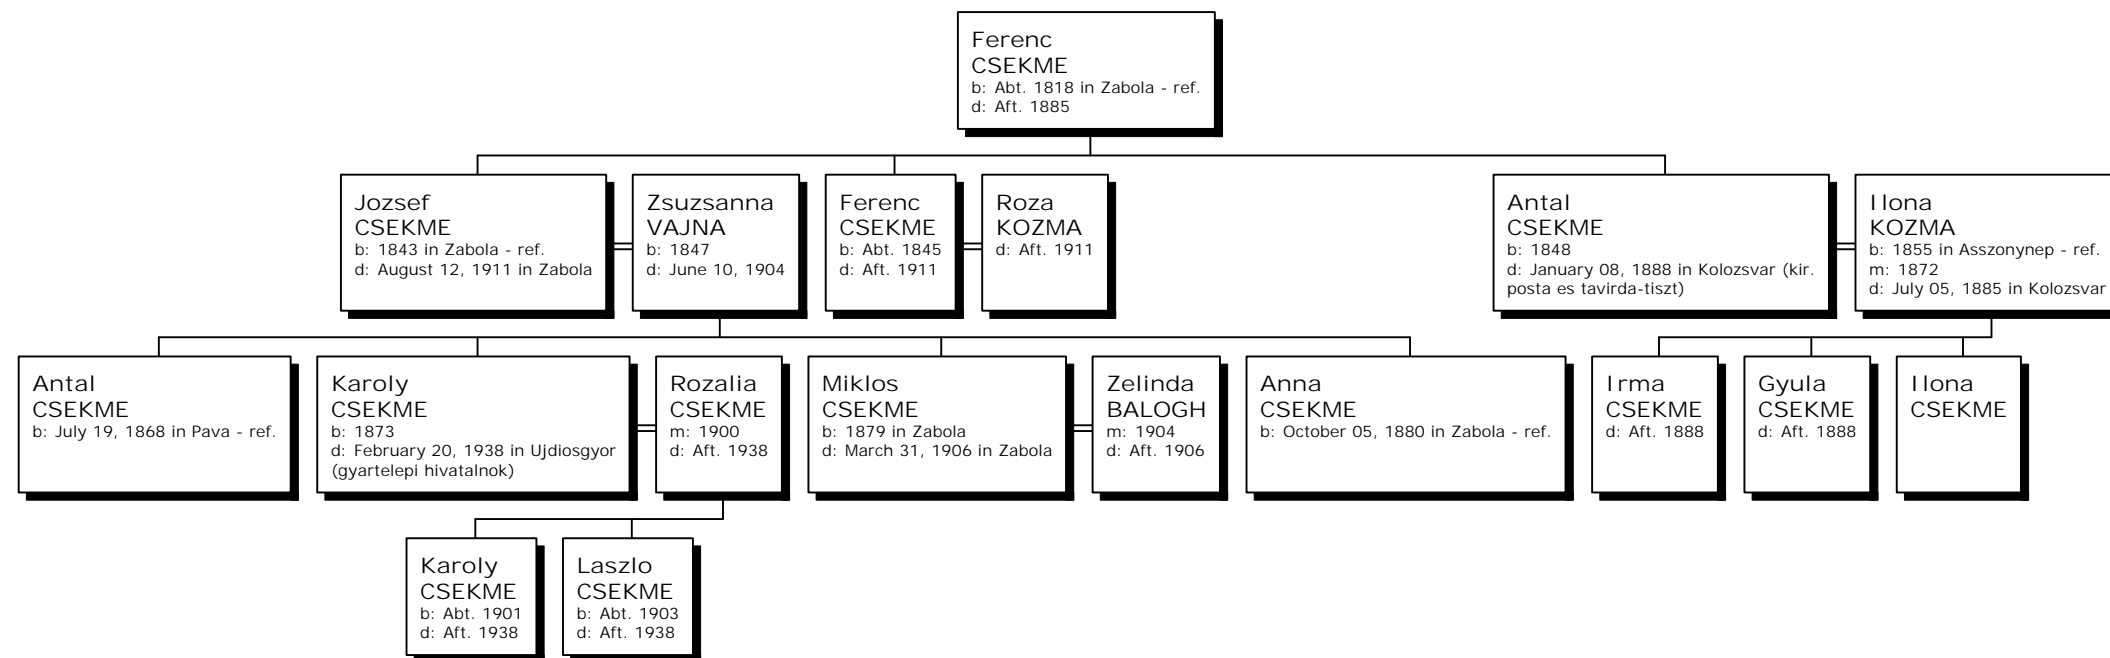 Ferenc
CSEKME
b: Abt. 1818 in Zabola - ref.
d: Aft. 1885
Jozsef
CSEKME
b: 1843 in Zabola - ref.
d: August 12, 1911 in Zabola
Zsuzsanna
VAJNA
b: 1847
d: June 10, 1904
Ferenc
CSEKME
b: Abt. 1845
d: Aft. 1911
Roza
KOZMA
d: Aft. 1911
Antal
CSEKME
b: 1848
d: January 08, 1888 in Kolozsvar (kir.
posta es tavirda-tiszt)
Ilona
KOZMA
b: 1855 in Asszonynep - ref.
m: 1872
d: July 05, 1885 in Kolozsvar
Antal
CSEKME
b: July 19, 1868 in Pava - ref.
Karoly
CSEKME
b: 1873
d: February 20, 1938 in Ujdiosgyor
(gyartelepi hivatalnok)
Rozalia
CSEKME
m: 1900
d: Aft. 1938
Miklos
CSEKME
b: 1879 in Zabola
d: March 31, 1906 in Zabola
Zelinda
BALOGH
m: 1904
d: Aft. 1906
Anna
CSEKME
b: October 05, 1880 in Zabola - ref.
Irma
CSEKME
d: Aft. 1888
Gyula
CSEKME
d: Aft. 1888
Ilona
CSEKME
Karoly
CSEKME
b: Abt. 1901
d: Aft. 1938
Laszlo
CSEKME
b: Abt. 1903
d: Aft. 1938